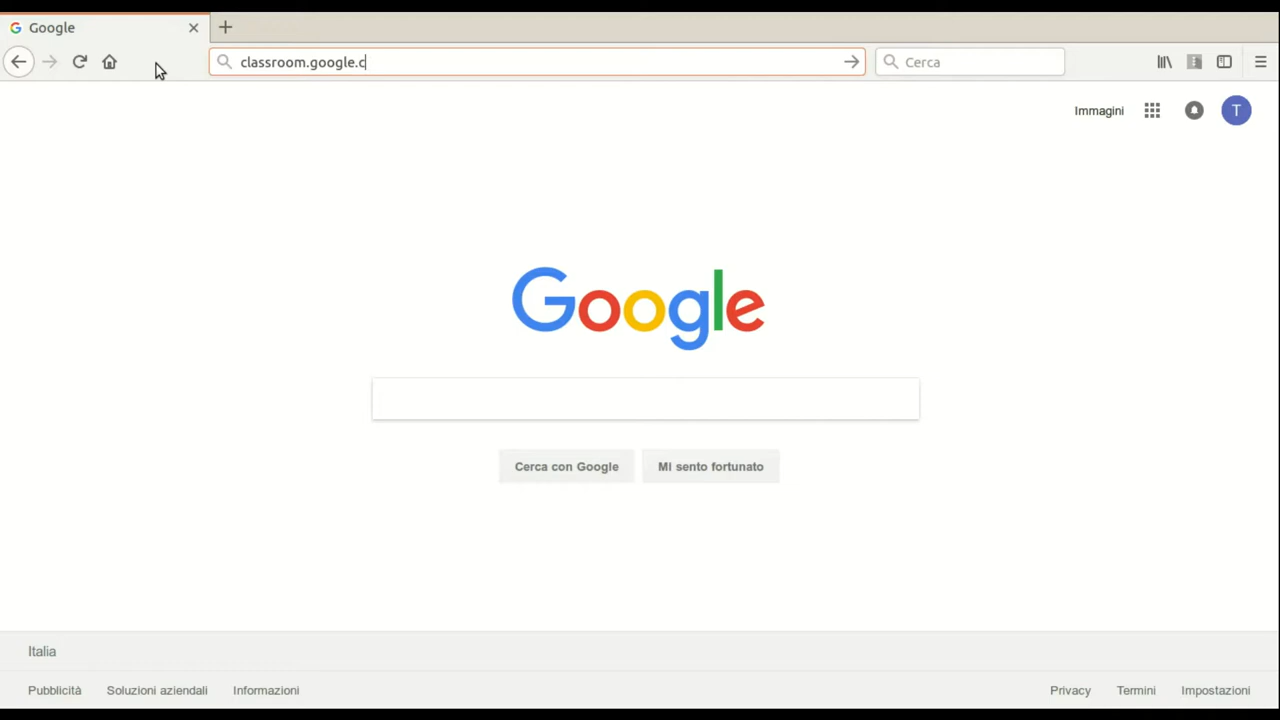 Google
classroom.google.c
Cerca
Immagini
T
Google
Cerca con Google
Mi sento fortunato
Italia
Pubblicità
Soluzioni aziendali
Informazioni
Privacy
Termini
Impostazioni